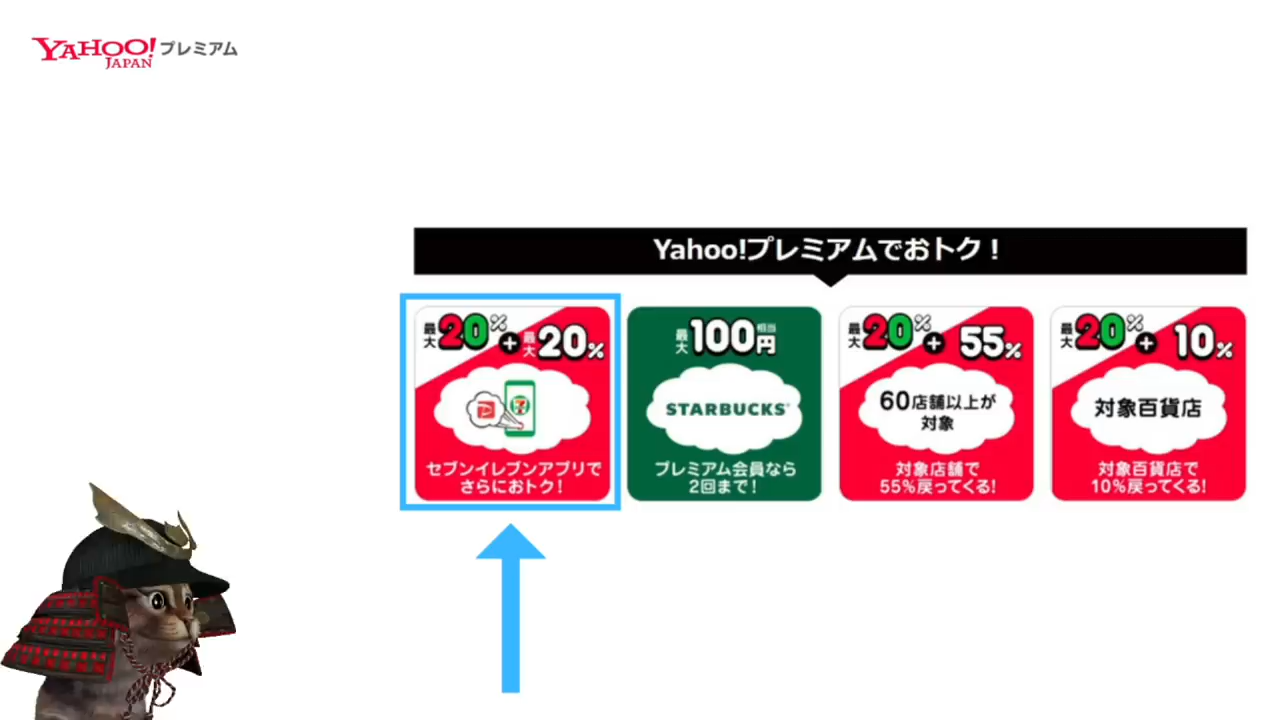 YAHOO! JAPAN プレミアム
Yahoo!プレミアムでおトク！
最大20%+最大20%
セブンイレブンアプリで
さらにおトク！
最大100円相当
STARBUCKS
プレミアム会員なら
2回まで！
最大20%+55%
60店舗以上が
対象
対象店舗で
55%戻ってくる!
最大20%+10%
対象百貨店
対象百貨店で
10%戻ってくる!